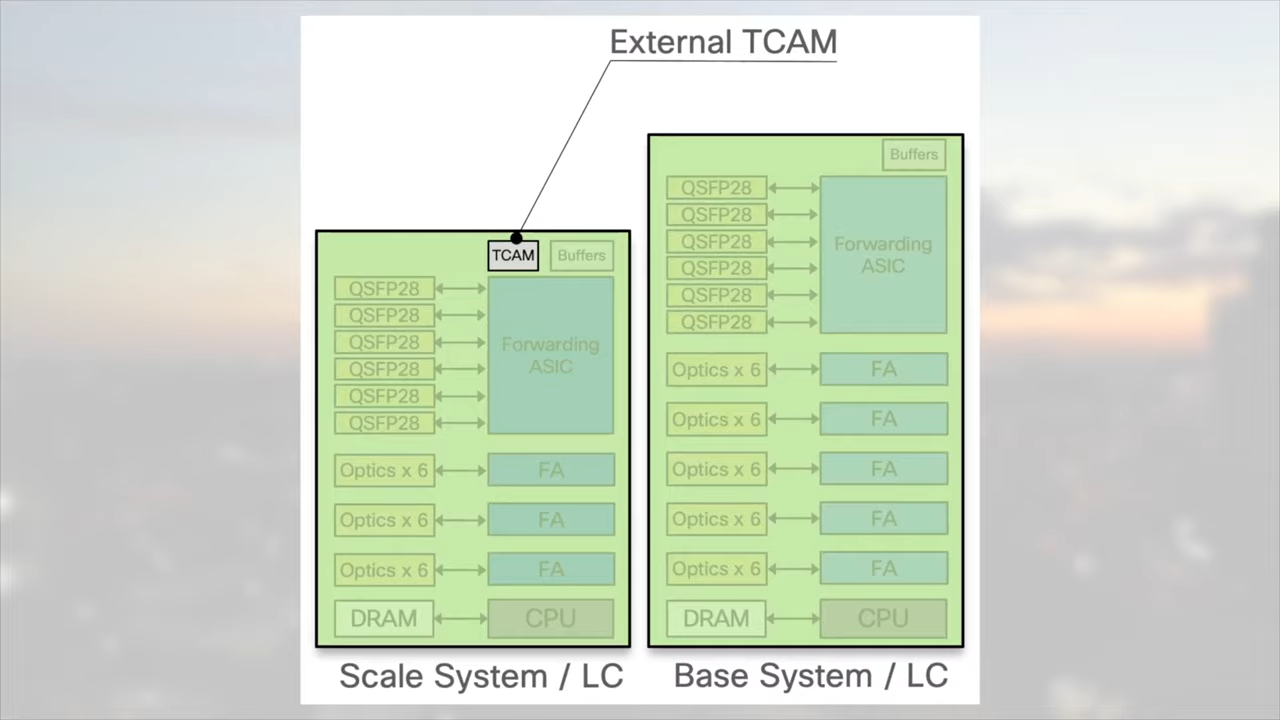 External TCAM
TCAM
Buffers
QSFP28
QSFP28
QSFP28
QSFP28
QSFP28
QSFP28
Forwarding
ASIC
Optics x 6
FA
Optics x 6
FA
Optics x 6
FA
DRAM
CPU
Scale System / LC
Buffers
QSFP28
QSFP28
QSFP28
QSFP28
QSFP28
QSFP28
Forwarding
ASIC
Optics x 6
FA
Optics x 6
FA
Optics x 6
FA
Optics x 6
FA
Optics x 6
FA
DRAM
CPU
Base System / LC